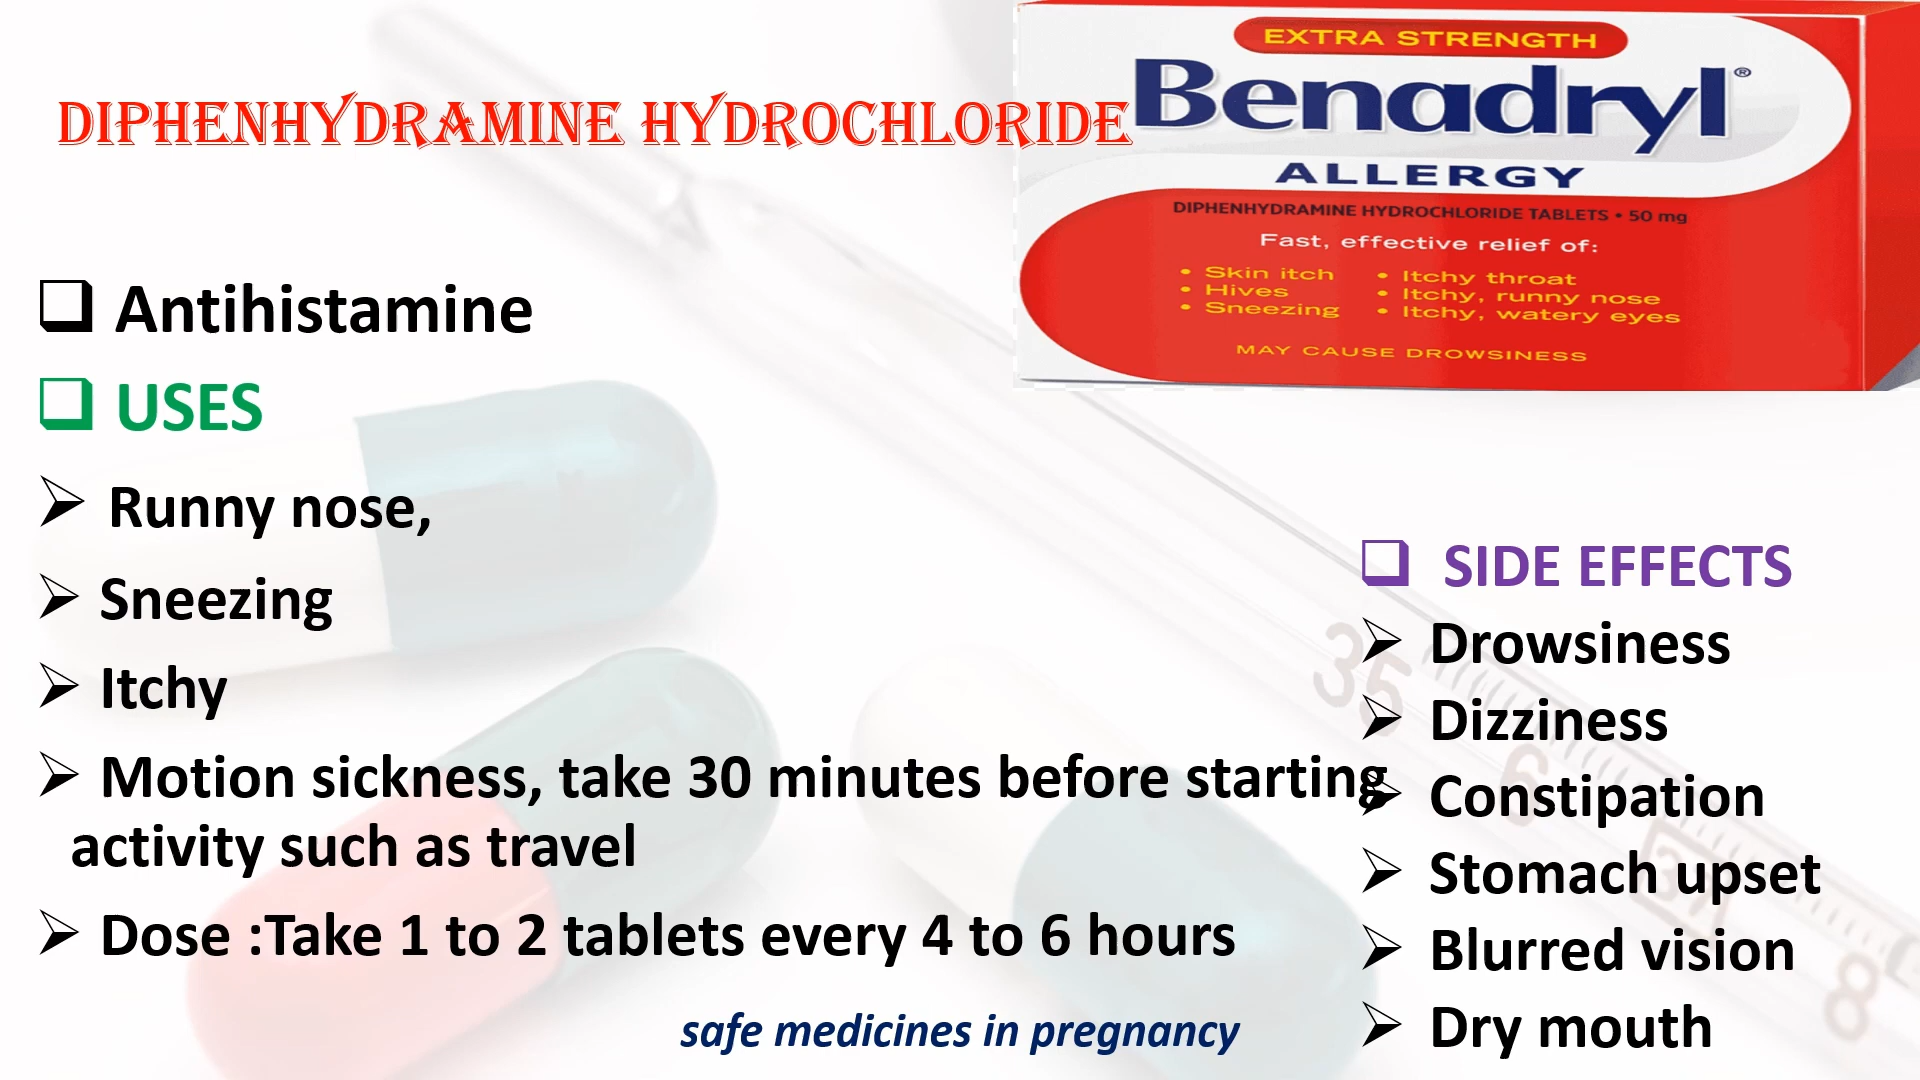 DIPHENHYDRAMINE HYDROCHLORIDE
EXTRA STRENGTH
Benadryl®
ALLERGY
DIPHENHYDRAMINE HYDROCHLORIDE TABLETS • 50 mg
Fast, effective relief of:
• Skin itch
• Hives
• Sneezing
• Itchy throat
• Itchy, runny nose
• Itchy, watery eyes
MAY CAUSE DROWSINESS
❑ Antihistamine
❑ USES
➢ Runny nose,
➢ Sneezing
➢ Itchy
➢ Motion sickness, take 30 minutes before starting
activity such as travel
➢ Dose :Take 1 to 2 tablets every 4 to 6 hours
❑ SIDE EFFECTS
➢ Drowsiness
➢ Dizziness
➢ Constipation
➢ Stomach upset
➢ Blurred vision
➢ Dry mouth
safe medicines in pregnancy
35
6
8